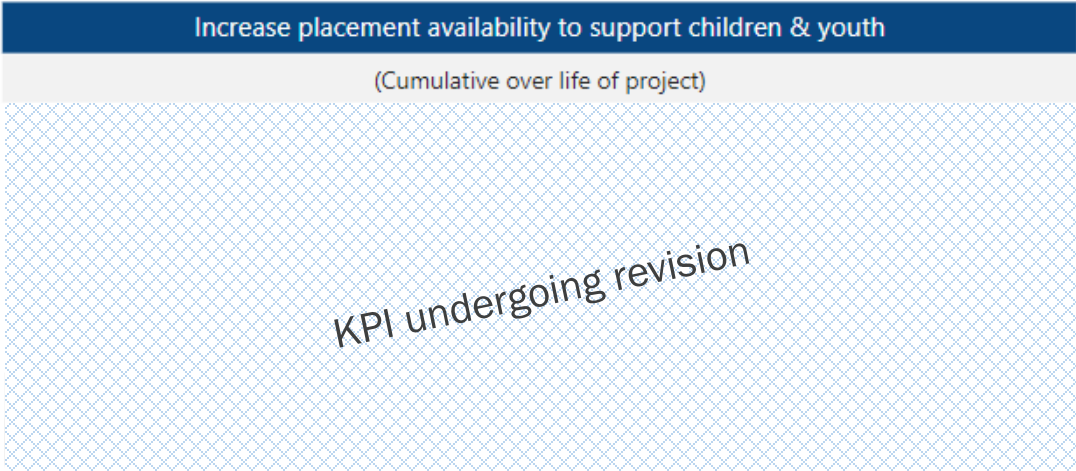 Increase placement availability to support children & youth
(Cumulative over life of project)
KPI undergoing revision